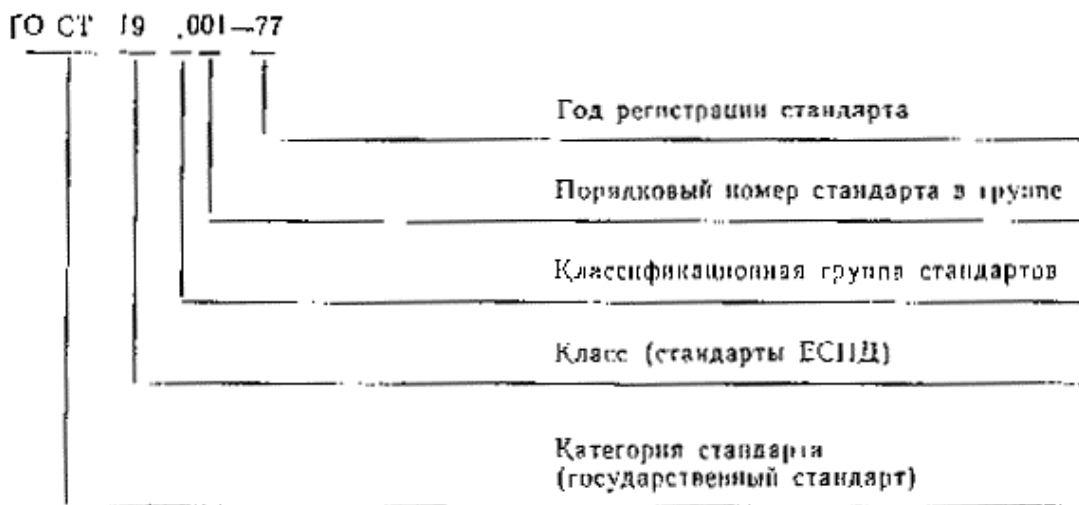 ГОСТ 19 .001—77
Год регистрации стандарта
Порядковый номер стандарта в группе
Классификационная группа стандартов
Класс (стандарты ЕСПД)
Категория стандарта
(государственный стандарт)